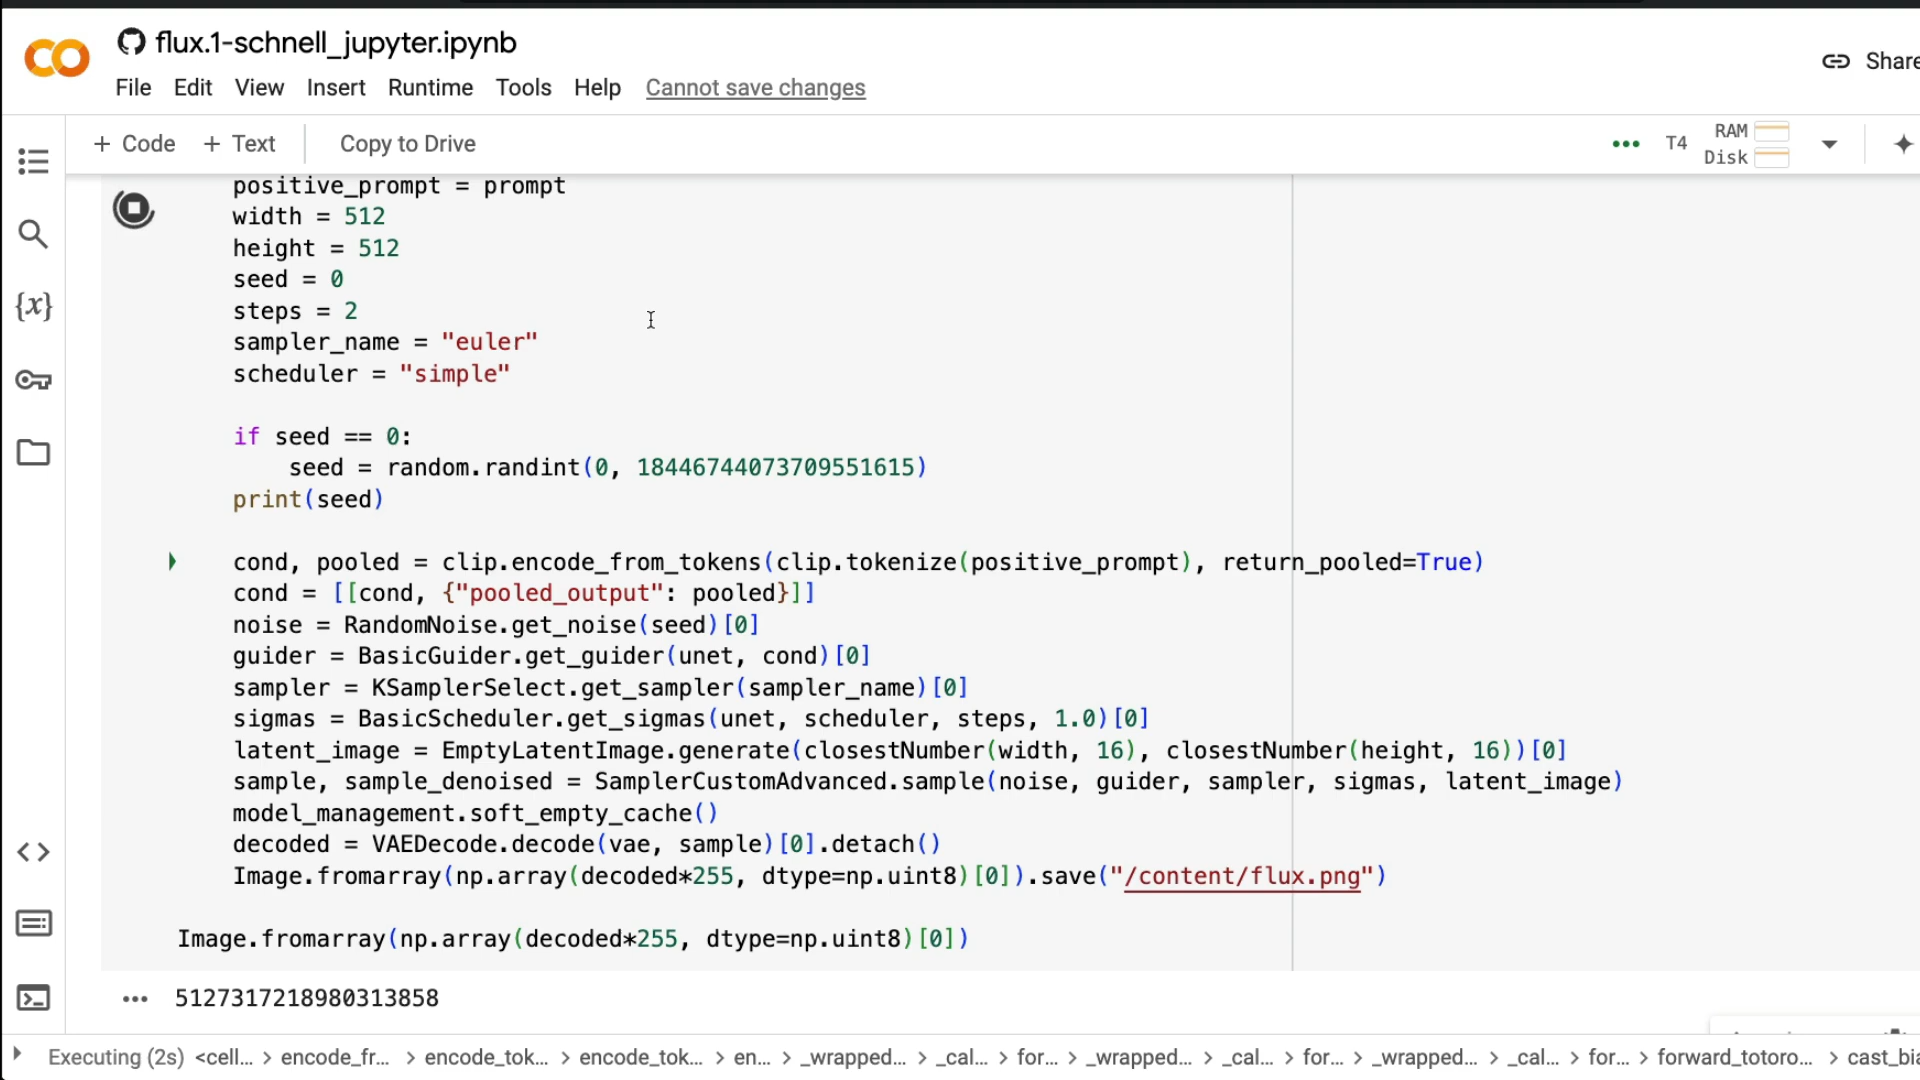 flux.1-schnell_jupyter.ipynb
File Edit View Insert Runtime Tools Help Cannot save changes
Share
+ Code + Text Copy to Drive
T4 RAM Disk
positive_prompt = prompt
width = 512
height = 512
seed = 0
steps = 2
sampler_name = "euler"
scheduler = "simple"
if seed == 0:
seed = random.randint(0, 18446744073709551615)
print(seed)
cond, pooled = clip.encode_from_tokens(clip.tokenize(positive_prompt), return_pooled=True)
cond = [[cond, {"pooled_output": pooled}]]
noise = RandomNoise.get_noise(seed)[0]
guider = BasicGuider.get_guider(unet, cond)[0]
sampler = KSamplerSelect.get_sampler(sampler_name)[0]
sigmas = BasicScheduler.get_sigmas(unet, scheduler, steps, 1.0)[0]
latent_image = EmptyLatentImage.generate(closestNumber(width, 16), closestNumber(height, 16))[0]
sample, sample_denoised = SamplerCustomAdvanced.sample(noise, guider, sampler, sigmas, latent_image)
model_management.soft_empty_cache()
decoded = VAEDecode.decode(vae, sample)[0].detach()
Image.fromarray(np.array(decoded*255, dtype=np.uint8)[0]).save("/content/flux.png")
Image.fromarray(np.array(decoded*255, dtype=np.uint8)[0])
5127317218980313858
Executing (2s) <cell... > encode_fr... > encode_tok... > encode_tok... > en... > _wrapped... > _cal... > for... > _wrapped... > _cal... > for... > _wrapped... > _cal... > for... > forward_totoro... > cast_bia